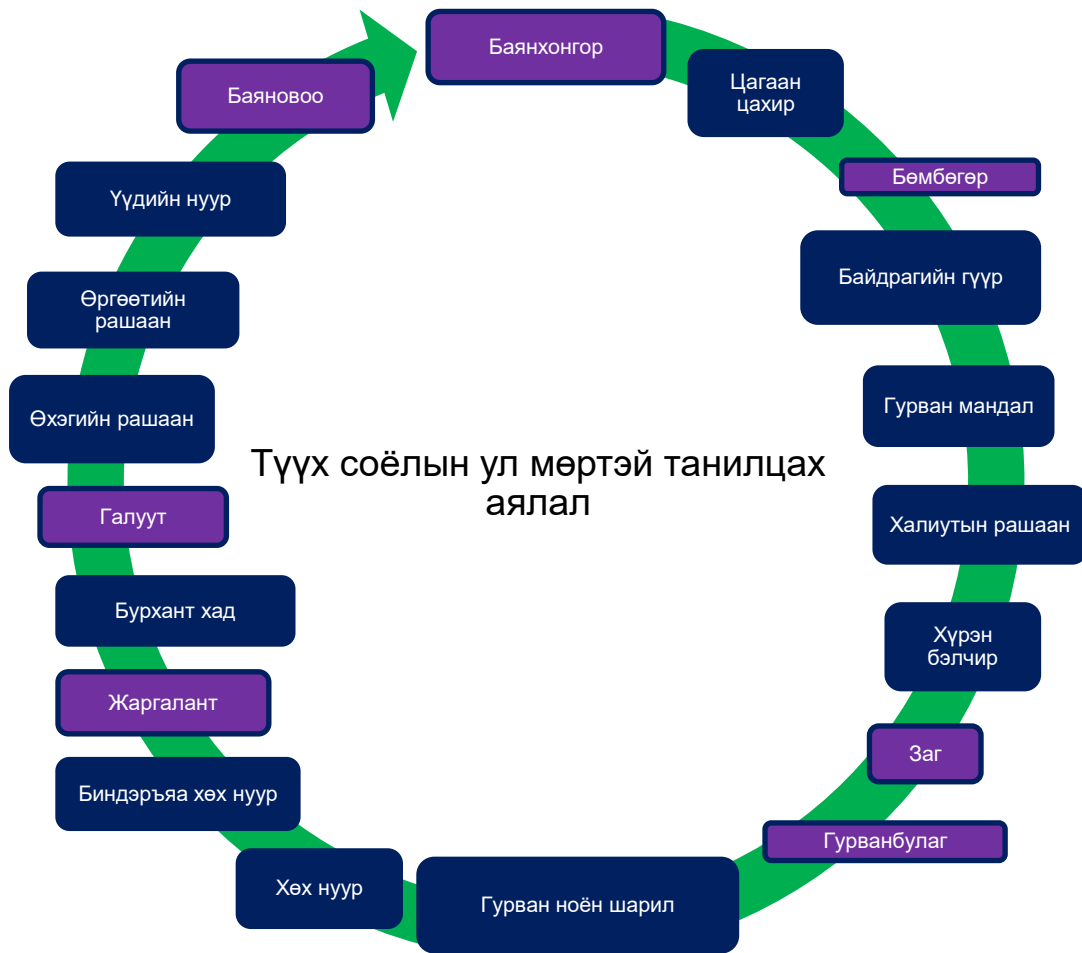 Баянхонгор
Цагаан
цахир
Бөмбөгөр
Байдрагийн гүүр
Гурван мандал
Халиутын рашаан
Хүрэн
бэлчир
Заг
Гурванбулаг
Гурван ноён шарил
Хөх нуур
Биндэръяа хөх нуур
Жаргалант
Бурхант хад
Галуут
Өхэгийн рашаан
Өргөөтийн
рашаан
Үүдийн нуур
Баяновоо
Түүх соёлын ул мөртэй танилцах
аялал